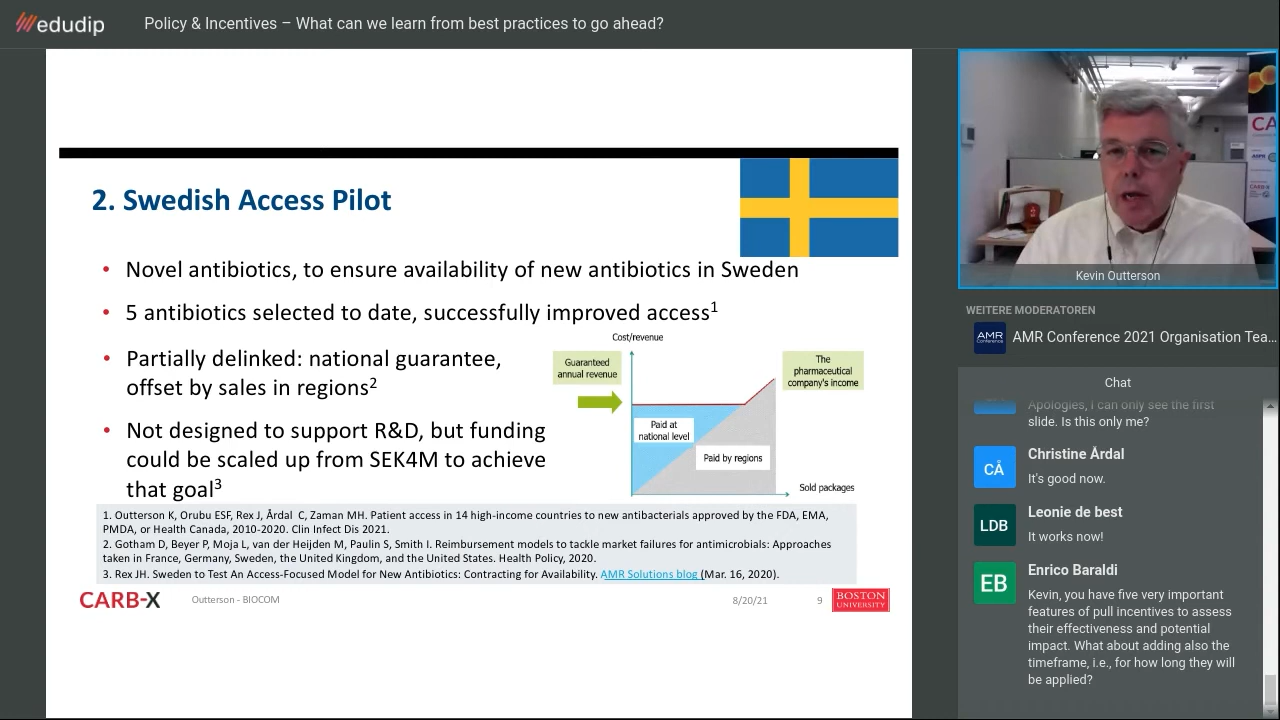 edudip
Policy & Incentives – What can we learn from best practices to go ahead?
2. Swedish Access Pilot
• Novel antibiotics, to ensure availability of new antibiotics in Sweden
• 5 antibiotics selected to date, successfully improved access1
• Partially delinked: national guarantee,
offset by sales in regions2
• Not designed to support R&D, but funding
could be scaled up from SEK4M to achieve
that goal3
Cost/revenue
Guaranteed
annual revenue
The
pharmaceutical
company's income
Paid at
national level
Paid by regions
Sold packages
1. Outterson K, Orubu ESF, Rex J, Årdal C, Zaman MH. Patient access in 14 high-income countries to new antibacterials approved by the FDA, EMA,
PMDA, or Health Canada, 2010-2020. Clin Infect Dis 2021.
2. Gotham D, Beyer P, Moja L, van der Heijden M, Paulin S, Smith I. Reimbursement models to tackle market failures for antimicrobials: Approaches
taken in France, Germany, Sweden, the United Kingdom, and the United States. Health Policy, 2020.
3. Rex JH. Sweden to Test An Access-Focused Model for New Antibiotics: Contracting for Availability. AMR Solutions blog (Mar. 16, 2020).
CARB-X
Outterson - BIOCOM
8/20/21
9
BOSTON
UNIVERSITY
CA
CARB-X
Kevin Outterson
WEITERE MODERATOREN
AMR
Conference
AMR Conference 2021 Organisation Tea...
Chat
Apologies, I can only see the first
slide. Is this only me?
CÅ
Christine Årdal
It's good now.
LDB
Leonie de best
It works now!
EB
Enrico Baraldi
Kevin, you have five very important
features of pull incentives to assess
their effectiveness and potential
impact. What about adding also the
timeframe, i.e., for how long they will
be applied?